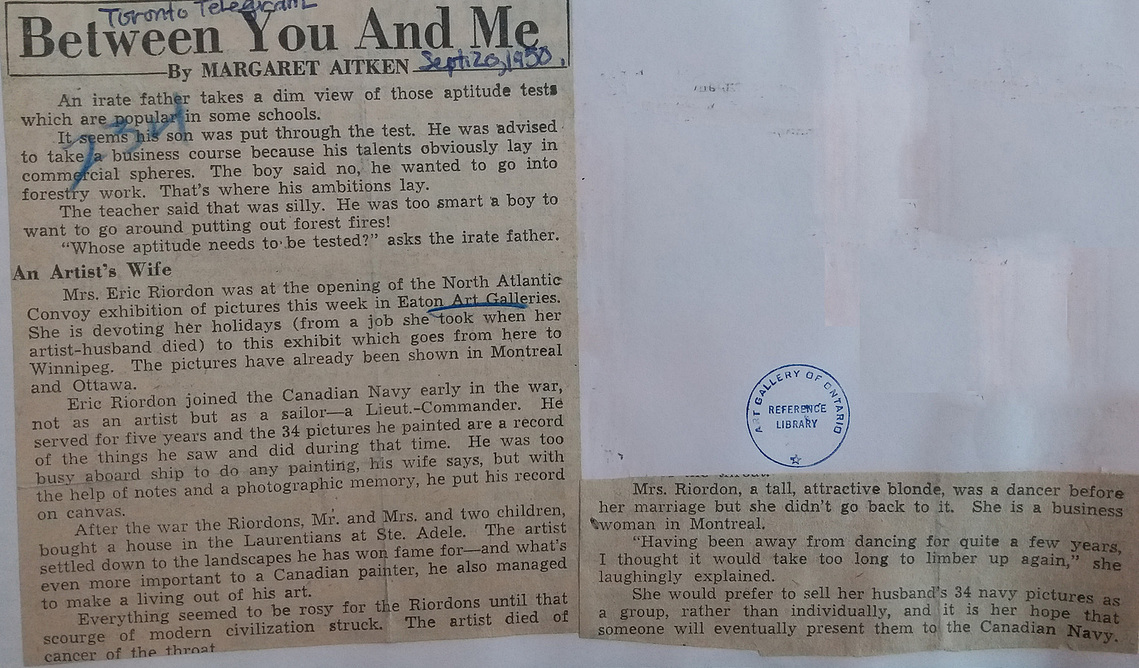 Toronto Telegram
Between You And Me
By MARGARET AITKEN Sept. 20, 1950.
An irate father takes a dim view of those aptitude tests
which are popular in some schools.
It seems his son was put through the test. He was advised
to take a business course because his talents obviously lay in
commercial spheres. The boy said no, he wanted to go into
forestry work. That's where his ambitions lay.
The teacher said that was silly. He was too smart a boy to
want to go around putting out forest fires!
"Whose aptitude needs to be tested?" asks the irate father.
An Artist's Wife
Mrs. Eric Riordon was at the opening of the North Atlantic
Convoy exhibition of pictures this week in Eaton Art Galleries.
She is devoting her holidays (from a job she took when her
artist-husband died) to this exhibit which goes from here to
Winnipeg. The pictures have already been shown in Montreal
and Ottawa.
Eric Riordon joined the Canadian Navy early in the war,
not as an artist but as a sailor—a Lieut.-Commander. He
served for five years and the 34 pictures he painted are a record
of the things he saw and did during that time. He was too
busy aboard ship to do any painting, his wife says, but with
the help of notes and a photographic memory, he put his record
on canvas.
After the war the Riordons, Mr. and Mrs. and two children,
bought a house in the Laurentians at Ste. Adele. The artist
settled down to the landscapes he has won fame for—and what's
even more important to a Canadian painter, he also managed
to make a living out of his art.
Everything seemed to be rosy for the Riordons until that
scourge of modern civilization struck. The artist died of
cancer of the throat
ART GALLERY OF ONTARIO
REFERENCE
LIBRARY
Mrs. Riordon, a tall, attractive blonde, was a dancer before
her marriage but she didn't go back to it. She is a business
woman in Montreal.
"Having been away from dancing for quite a few years,
I thought it would take too long to limber up again," she
laughingly explained.
She would prefer to sell her husband's 34 navy pictures as
a group, rather than individually, and it is her hope that
someone will eventually present them to the Canadian Navy.